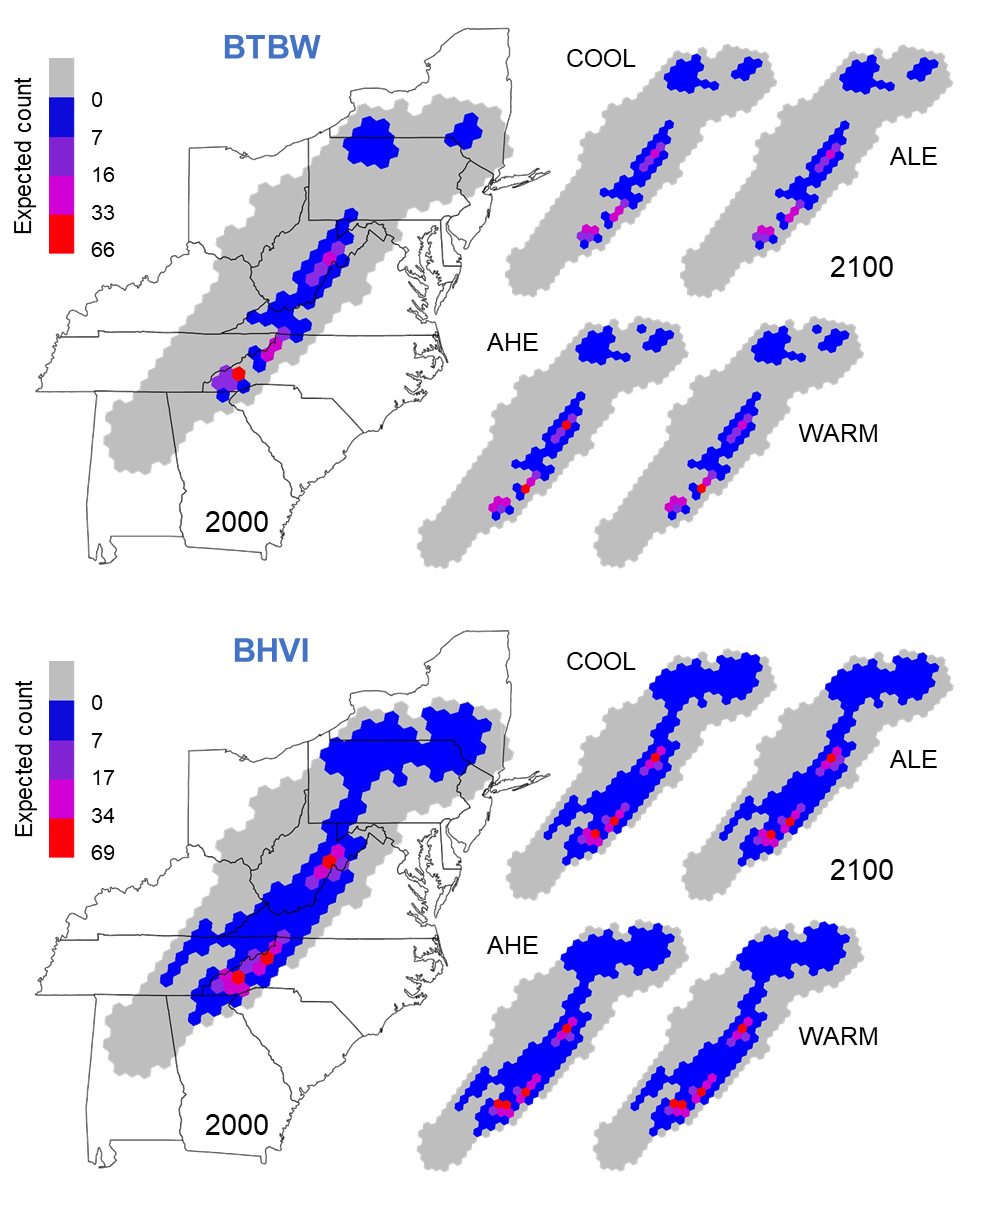 BTBW
Expected count
0
7
16
33
66
2000
COOL
ALE
2100
AHE
WARM
BHVI
Expected count
0
7
17
34
69
2000
COOL
ALE
2100
AHE
WARM